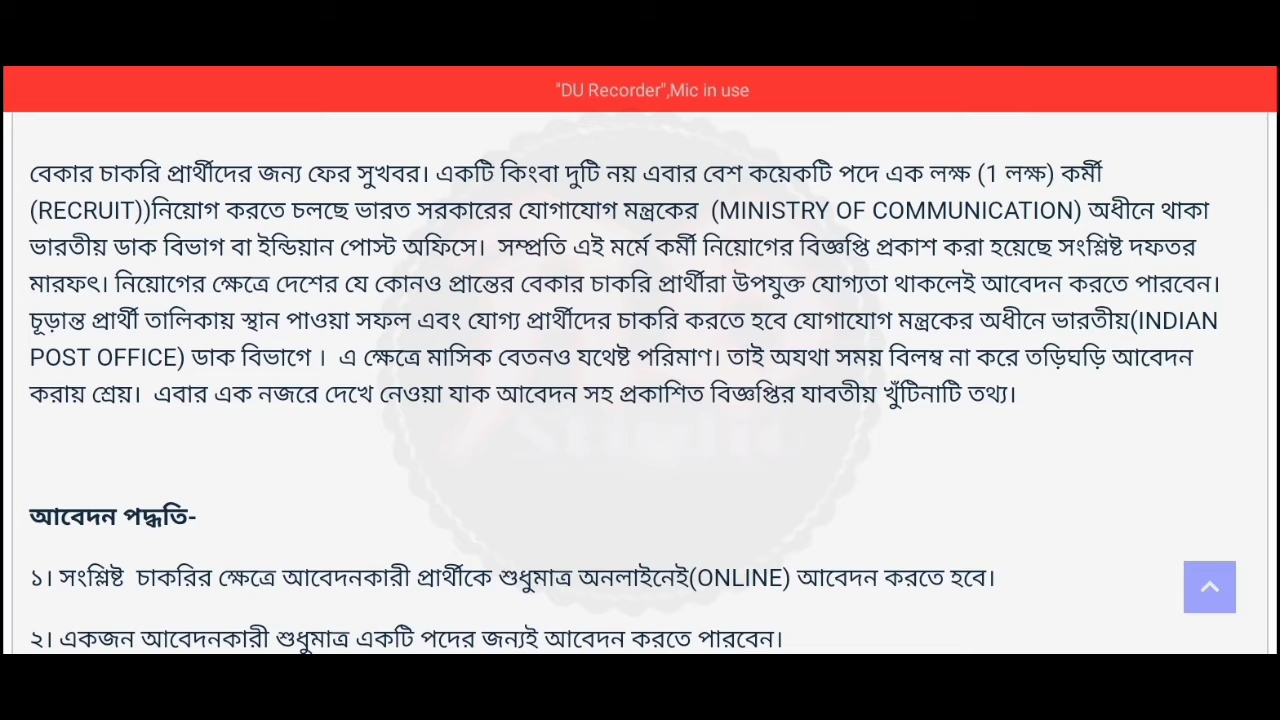 "DU Recorder",Mic in use
বেকার চাকরি প্রার্থীদের জন্য ফের সুখবর। একটি কিংবা দুটি নয় এবার বেশ কয়েকটি পদে এক লক্ষ (1 লক্ষ) কর্মী
(RECRUIT))নিয়োগ করতে চলছে ভারত সরকারের যোগাযোগ মন্ত্রকের (MINISTRY OF COMMUNICATION) অধীনে থাকা
ভারতীয় ডাক বিভাগ বা ইন্ডিয়ান পোস্ট অফিসে। সম্প্রতি এই মর্মে কর্মী নিয়োগের বিজ্ঞপ্তি প্রকাশ করা হয়েছে সংশ্লিষ্ট দফতর
মারফৎ। নিয়োগের ক্ষেত্রে দেশের যে কোনও প্রান্তের বেকার চাকরি প্রার্থীরা উপযুক্ত যোগ্যতা থাকলেই আবেদন করতে পারবেন।
চূড়ান্ত প্রার্থী তালিকায় স্থান পাওয়া সফল এবং যোগ্য প্রার্থীদের চাকরি করতে হবে যোগাযোগ মন্ত্রকের অধীনে ভারতীয়(INDIAN
POST OFFICE) ডাক বিভাগে । এ ক্ষেত্রে মাসিক বেতনও যথেষ্ট পরিমাণ। তাই অযথা সময় বিলম্ব না করে তড়িঘড়ি আবেদন
করায় শ্রেয়। এবার এক নজরে দেখে নেওয়া যাক আবেদন সহ প্রকাশিত বিজ্ঞপ্তির যাবতীয় খুঁটিনাটি তথ্য।
আবেদন পদ্ধতি-
১। সংশ্লিষ্ট চাকরির ক্ষেত্রে আবেদনকারী প্রার্থীকে শুধুমাত্র অনলাইনেই(ONLINE) আবেদন করতে হবে।
২। একজন আবেদনকারী শুধুমাত্র একটি পদের জন্যই আবেদন করতে পারবেন।